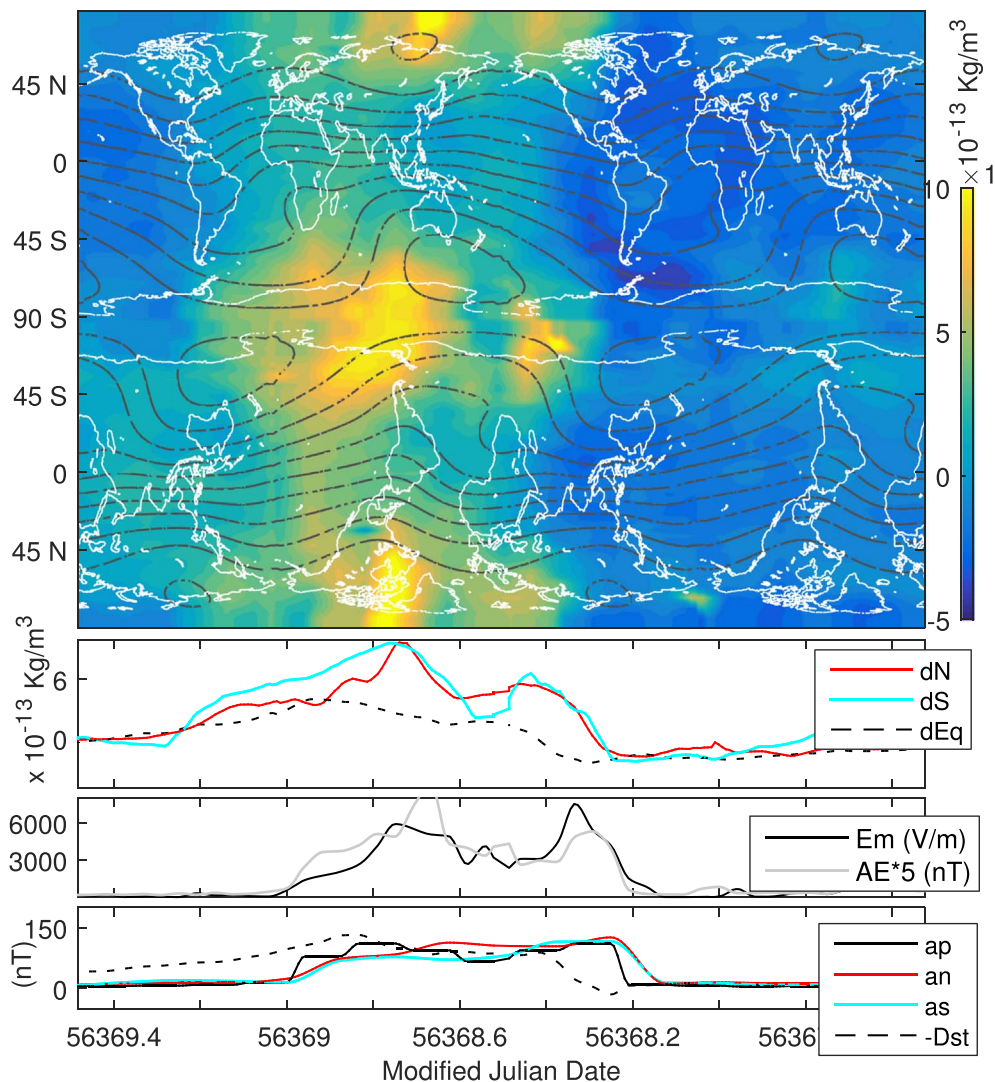 45 N
0
45 S
90 S
45 S
0
45 N
×10⁻¹³ Kg/m³
10
×1
5
0
-5
x 10⁻¹³ Kg/m³
6
0
dN
dS
dEq
6000
3000
Em (V/m)
AE*5 (nT)
(nT)
150
0
ap
an
as
-Dst
56369.4
56369
56368.6
56368.2
5636
Modified Julian Date